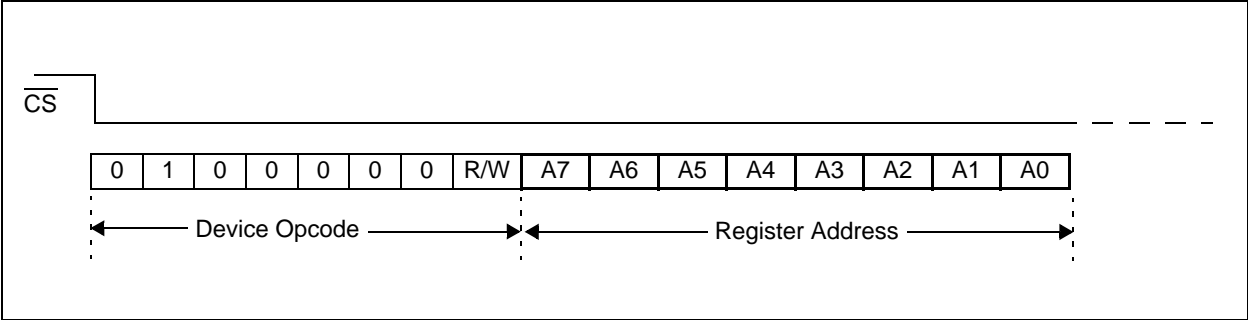 CS
0 1 0 0 0 0 0 R/W A7 A6 A5 A4 A3 A2 A1 A0
Device Opcode Register Address